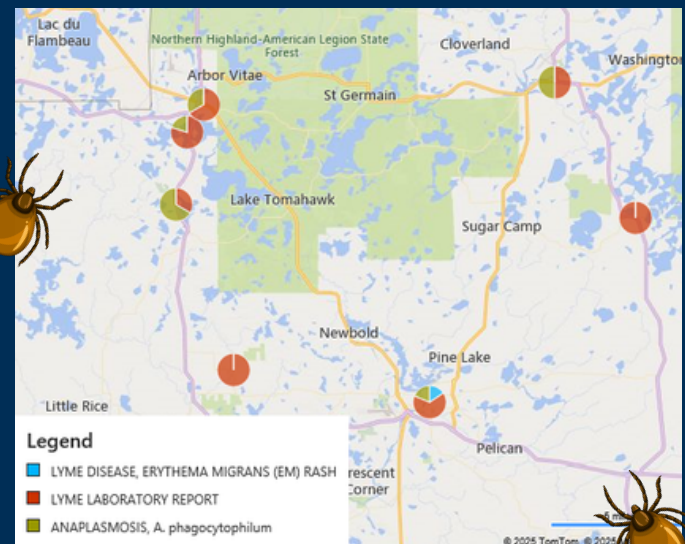 Lac du
Flambeau
Northern Highland-American Legion State
Forest
Cloverland
Washington
Arbor Vitae
St Germain
Lake Tomahawk
Sugar Camp
Newbold
Pine Lake
Little Rice
Pelican
rescent
Corner
Legend
LYME DISEASE, ERYTHEMA MIGRANS (EM) RASH
LYME LABORATORY REPORT
ANAPLASMOSIS, A. phagocytophilum
© 2025 TomTom, © 2025